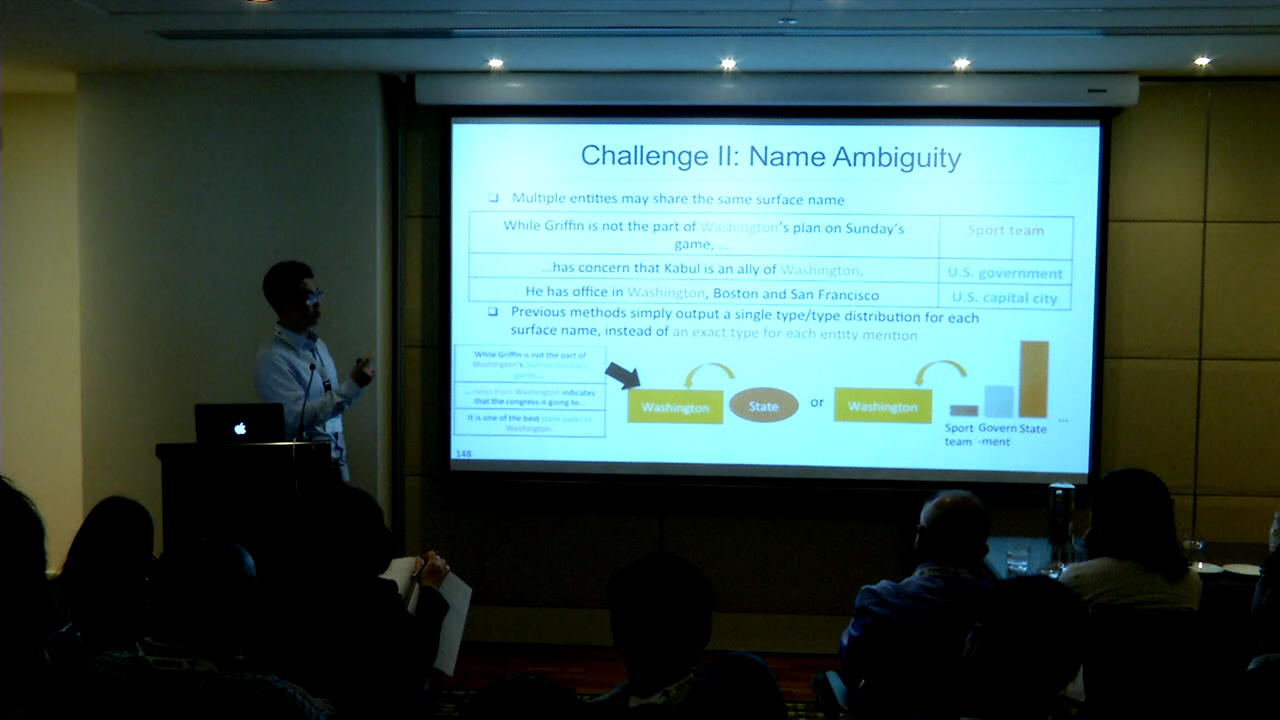 Challenge II: Name Ambiguity
Multiple entities may share the same surface name
While Griffin is not the part of Washington's plan on Sunday's
game, ...
Sport team
...has concern that Kabul is an ally of Washington.
U.S. government
He has office in Washington, Boston and San Francisco
U.S. capital city
Previous methods simply output a single type/type distribution for each
surface name, instead of an exact type for each entity mention
While Griffin is not the part of
Washington's plan on Sunday's
game, ...
... news from Washington indicates
that the congress is going to...
It is one of the best state parks in
Washington.
Washington
State
or
Washington
Sport
team
Govern
-ment
State
...
148